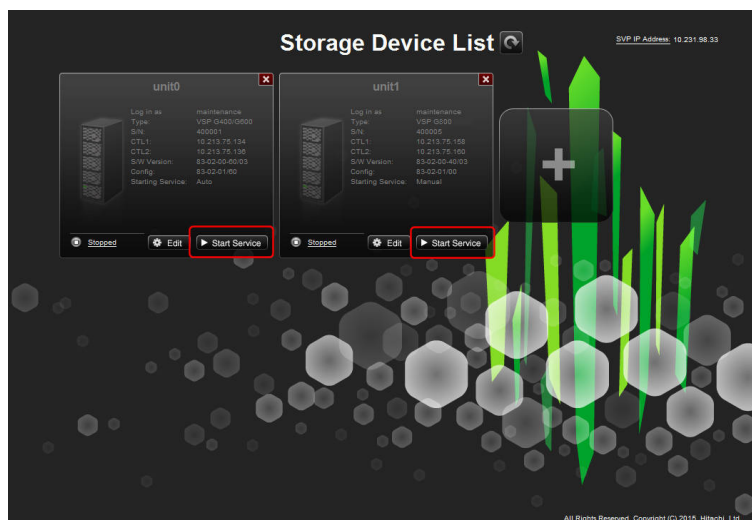 Storage Device List
SVP IP Address: 10.231.98.33
unit0
Log in as maintenance
Type: VSP G400/G600
S/N: 400001
CTL1: 10.213.75.134
CTL2: 10.213.75.136
S/W Version: 83-02-00-60/03
Config: 83-02-01/60
Starting Service: Auto
Stopped
Edit
Start Service
unit1
Log in as maintenance
Type: VSP G800
S/N: 400005
CTL1: 10.213.75.158
CTL2: 10.213.75.160
S/W Version: 83-02-00-40/03
Config: 83-02-01/00
Starting Service: Manual
Stopped
Edit
Start Service
All Rights Reserved. Copyright (C) 2015, Hitachi, Ltd.